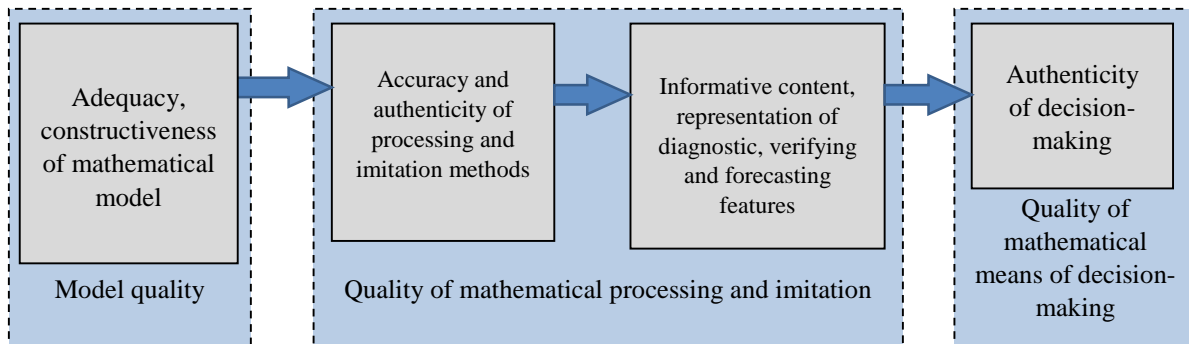 Adequacy,
constructiveness
of mathematical
model
Model quality
Accuracy and
authenticity of
processing and
imitation methods
Informative content,
representation of
diagnostic, verifying
and forecasting
features
Quality of mathematical processing and imitation
Authenticity
of decision-
making
Quality of
mathematical
means of decision-
making